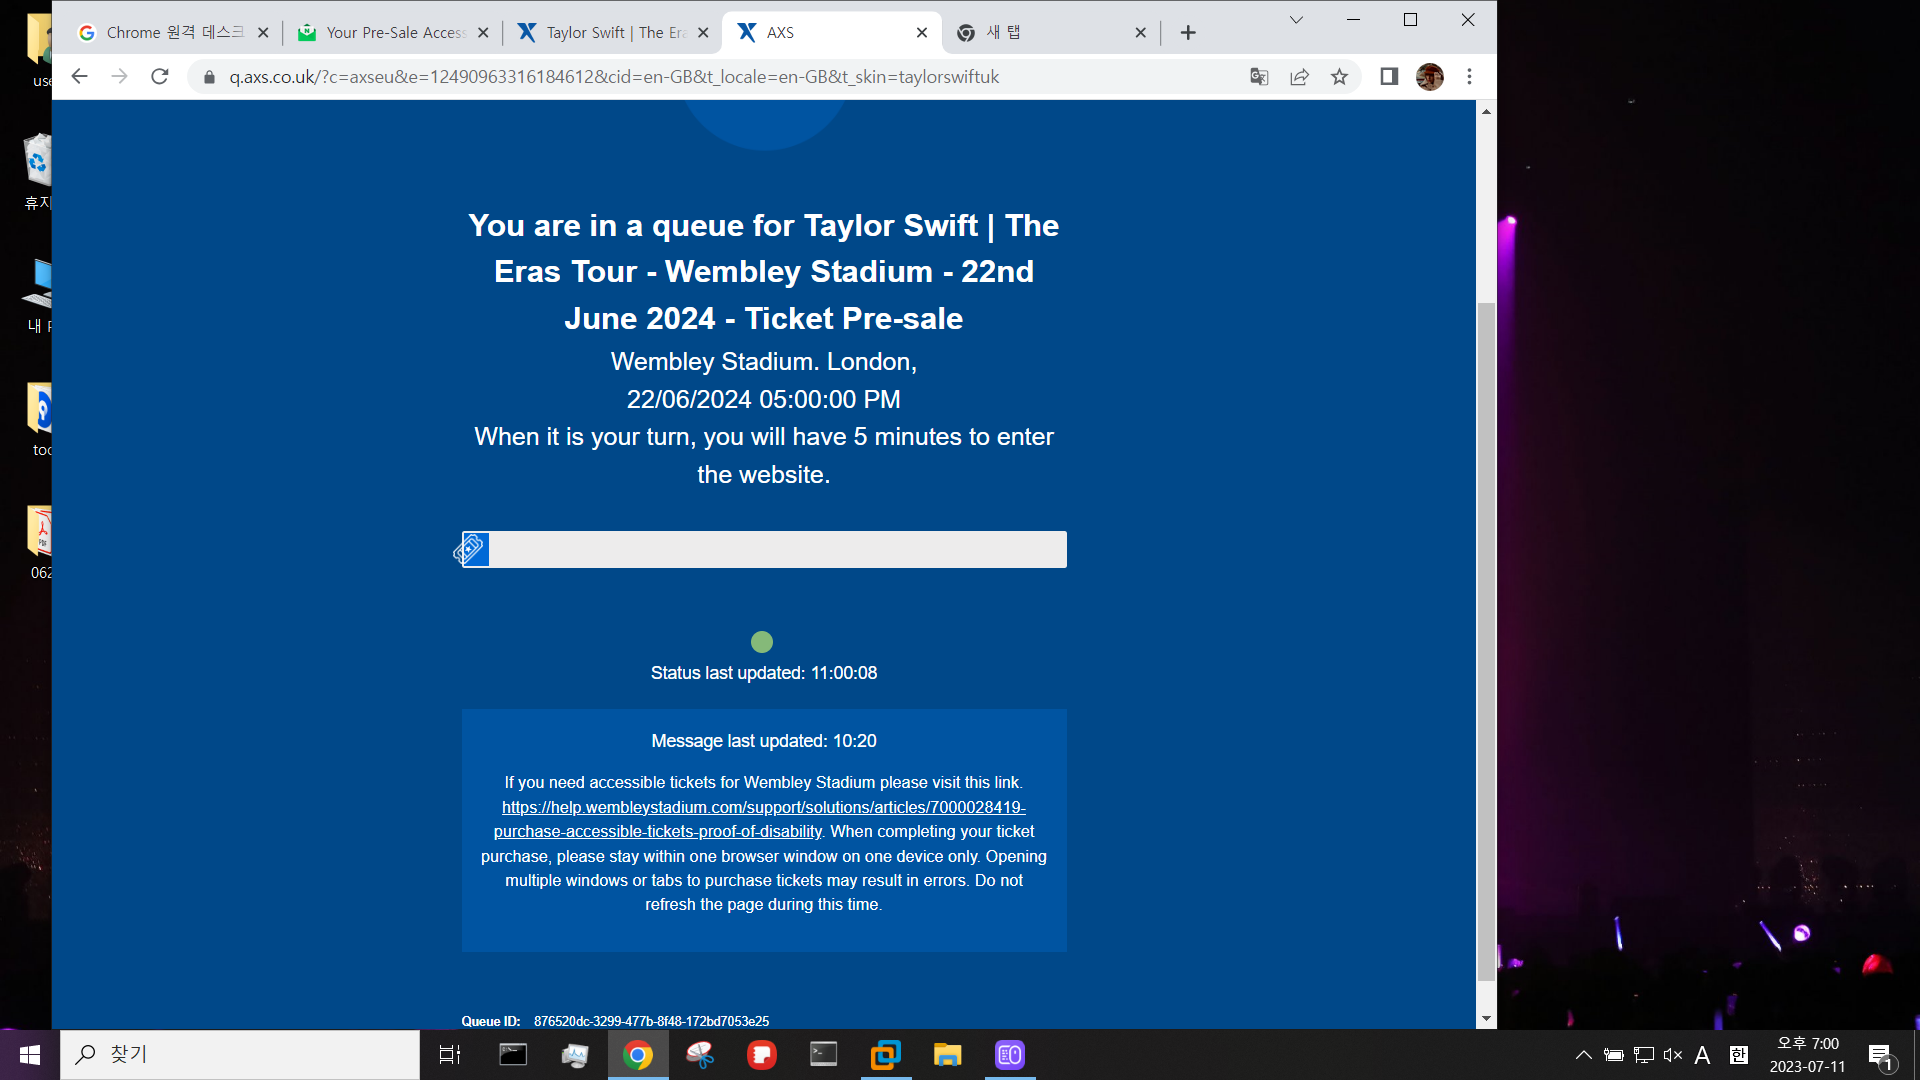 Chrome 원격 데스크
Your Pre-Sale Access
Taylor Swift | The Era
AXS
새 탭
q.axs.co.uk/?c=axseu&e=12490963316184612&cid=en-GB&t_locale=en-GB&t_skin=taylorswiftuk
use
휴지
내 P
too
062
You are in a queue for Taylor Swift | The
Eras Tour - Wembley Stadium - 22nd
June 2024 - Ticket Pre-sale
Wembley Stadium. London,
22/06/2024 05:00:00 PM
When it is your turn, you will have 5 minutes to enter
the website.
Status last updated: 11:00:08
Message last updated: 10:20
If you need accessible tickets for Wembley Stadium please visit this link.
https://help.wembleystadium.com/support/solutions/articles/7000028419-
purchase-accessible-tickets-proof-of-disability. When completing your ticket
purchase, please stay within one browser window on one device only. Opening
multiple windows or tabs to purchase tickets may result in errors. Do not
refresh the page during this time.
Queue ID: 876520dc-3299-477b-8f48-172bd7053e25
찾기
A
한
오후 7:00
2023-07-11
1